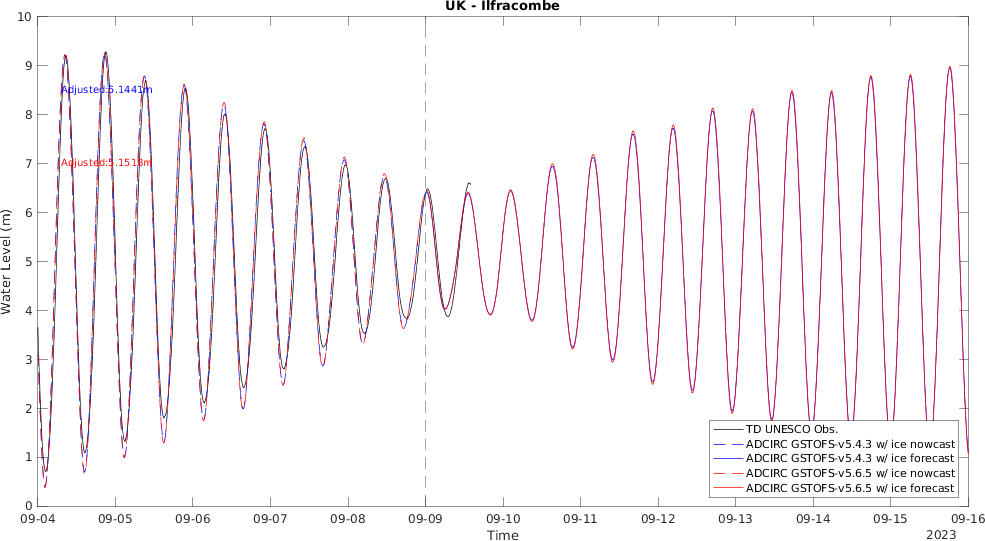 UK - Ilfracombe
10
9
8
7
6
5
4
3
2
1
0
Water Level (m)
Adjusted:5.1441m
Adjusted:5.1518m
TD UNESCO Obs.
ADCIRC GSTOFS-v5.4.3 w/ ice nowcast
ADCIRC GSTOFS-v5.4.3 w/ ice forecast
ADCIRC GSTOFS-v5.6.5 w/ ice nowcast
ADCIRC GSTOFS-v5.6.5 w/ ice forecast
09-04 09-05 09-06 09-07 09-08 09-09 09-10 09-11 09-12 09-13 09-14 09-15 09-16
Time
2023